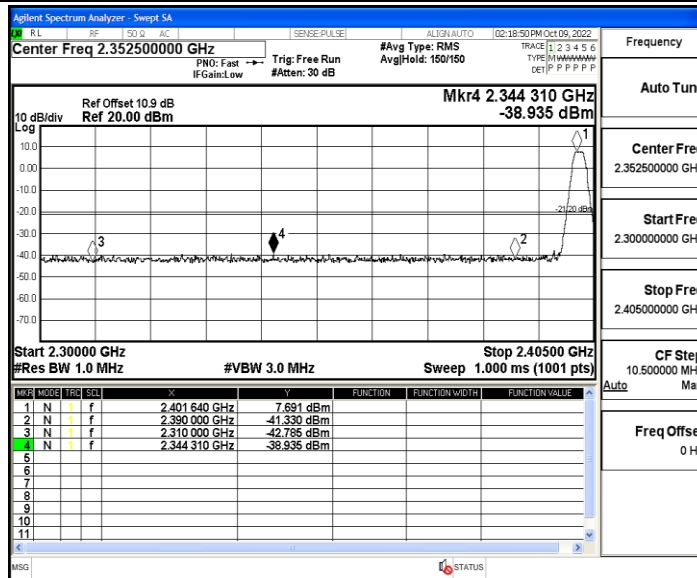 Agilent Spectrum Analyzer - Swept SA
RL RF 50 Ω AC SENSE:PULSE ALIGN AUTO 02:18:50 PM Oct 09, 2022
Center Freq 2.352500000 GHz
PNO: Fast Trig: Free Run #Avg Type: RMS TRACE 1 2 3 4 5 6
IFGain:Low #Atten: 30 dB Avg|Hold: 150/150 TYPE M
DET P P P P P P
Mkr4 2.344 310 GHz
-38.935 dBm
Ref Offset 10.9 dB
10 dB/div Ref 20.00 dBm
Log
10.0
0.00
-10.0
-20.0
-30.0
-40.0
-50.0
-60.0
-70.0
1
2
3
4
-21.20 dBm
Start 2.30000 GHz Stop 2.40500 GHz
#Res BW 1.0 MHz #VBW 3.0 MHz Sweep 1.000 ms (1001 pts)
MKR MODE TRC SCL X Y FUNCTION FUNCTION WIDTH FUNCTION VALUE
1 N 1 f 2.401 640 GHz 7.691 dBm
2 N 1 f 2.390 000 GHz -41.330 dBm
3 N 1 f 2.310 000 GHz -42.785 dBm
4 N 1 f 2.344 310 GHz -38.935 dBm
5
6
7
8
9
10
11
MSG STATUS
Frequency
Auto Tun
Center Fre
2.352500000 GH
Start Fre
2.300000000 GH
Stop Fre
2.405000000 GH
CF Ste
10.500000 MH
Auto Ma
Freq Offse
0 H